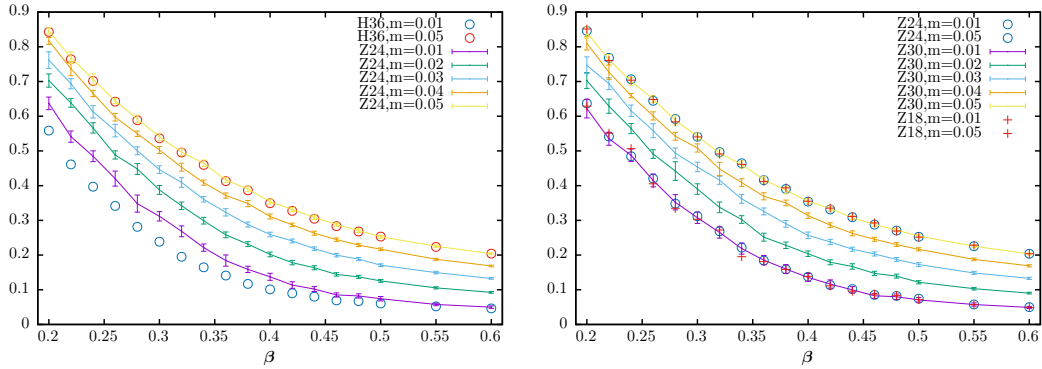 0
0.1
0.2
0.3
0.4
0.5
0.6
0.7
0.8
0.9
0.2
0.25
0.3
0.35
0.4
0.45
0.5
0.55
0.6
β
H36,m=0.01
H36,m=0.05
Z24,m=0.01
Z24,m=0.02
Z24,m=0.03
Z24,m=0.04
Z24,m=0.05
0
0.1
0.2
0.3
0.4
0.5
0.6
0.7
0.8
0.9
0.2
0.25
0.3
0.35
0.4
0.45
0.5
0.55
0.6
β
Z24,m=0.01
Z24,m=0.05
Z30,m=0.01
Z30,m=0.02
Z30,m=0.03
Z30,m=0.04
Z30,m=0.05
Z18,m=0.01
Z18,m=0.05